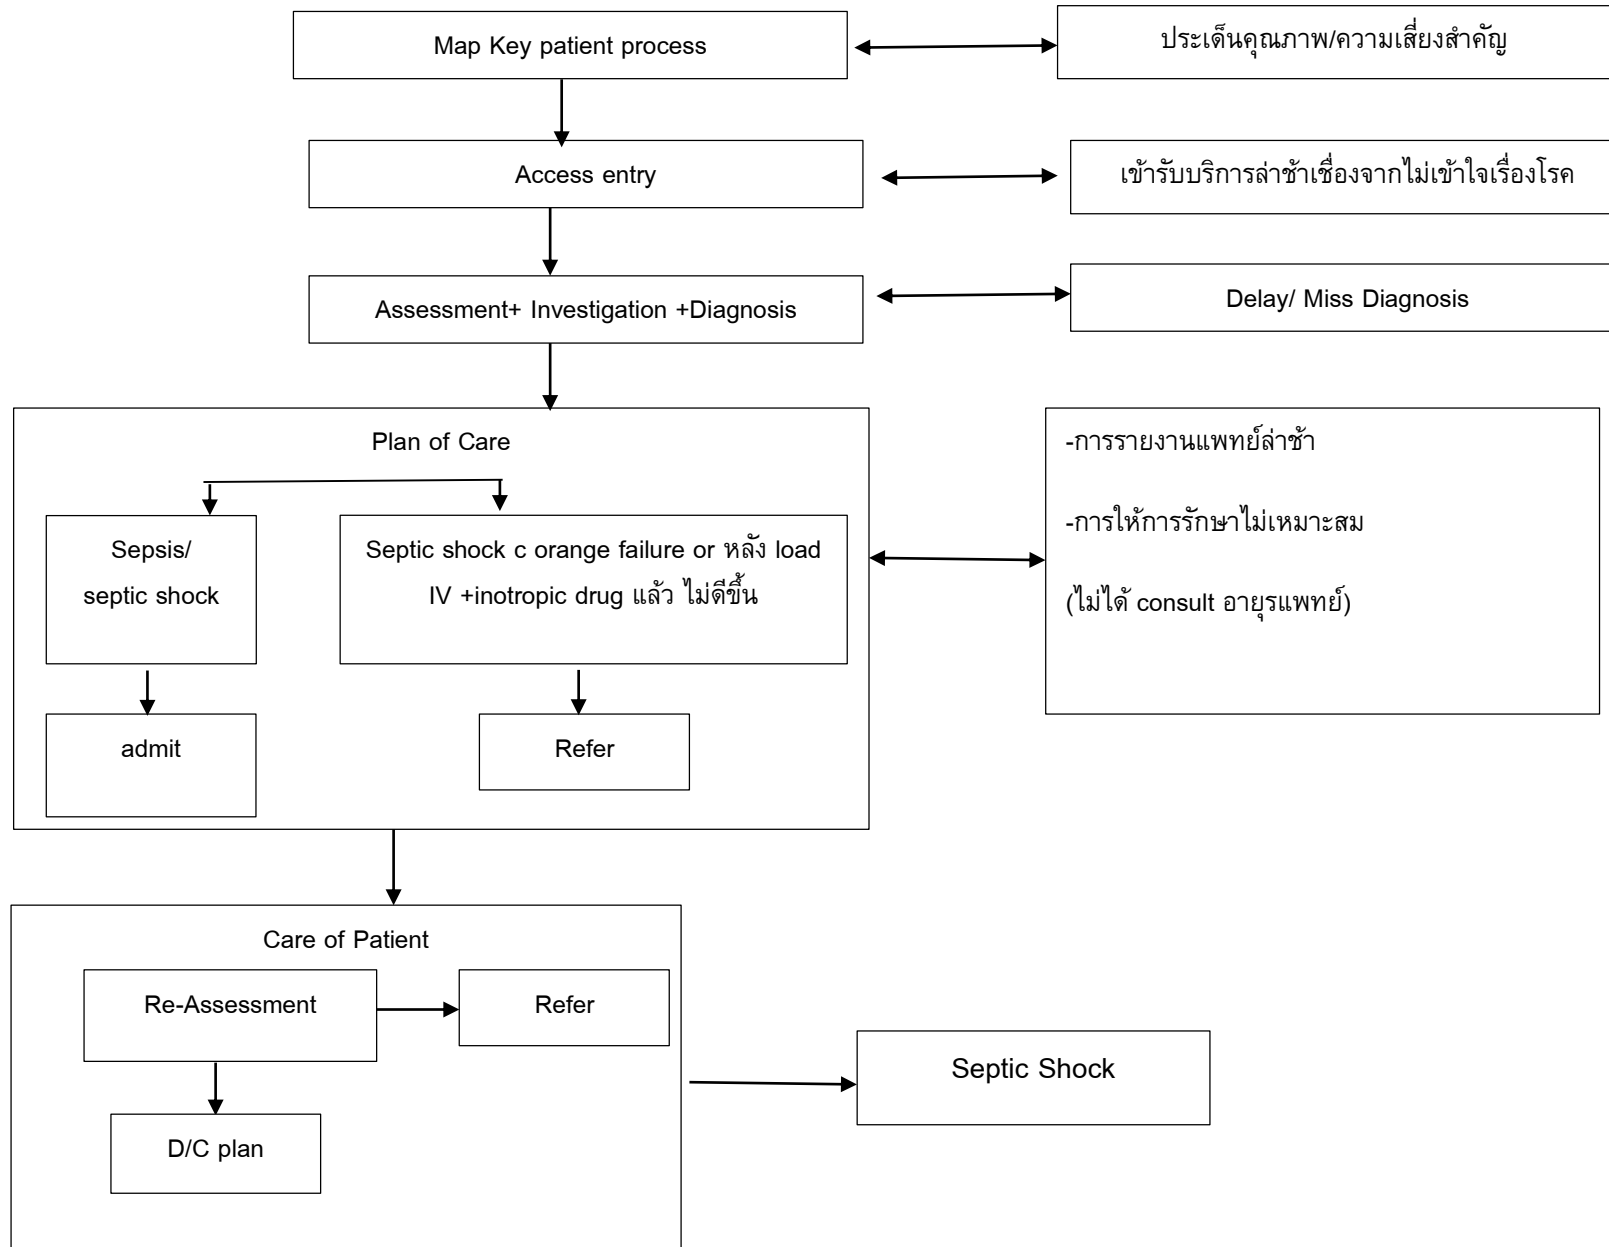 Map Key patient process
ประเด็นคุณภาพ/ความเสี่ยงสำคัญ
Access entry
เข้ารับบริการล่าช้าเชื่องจากไม่เข้าใจเรื่องโรค
Assessment+ Investigation +Diagnosis
Delay/ Miss Diagnosis
Plan of Care
Sepsis/
septic shock
Septic shock c orange failure or หลัง load
IV +inotropic drug แล้ว ไม่ดีขึ้น
admit
Refer
-การรายงานแพทย์ล่าช้า
-การให้การรักษาไม่เหมาะสม
(ไม่ได้ consult อายุรแพทย์)
Care of Patient
Re-Assessment
Refer
D/C plan
Septic Shock